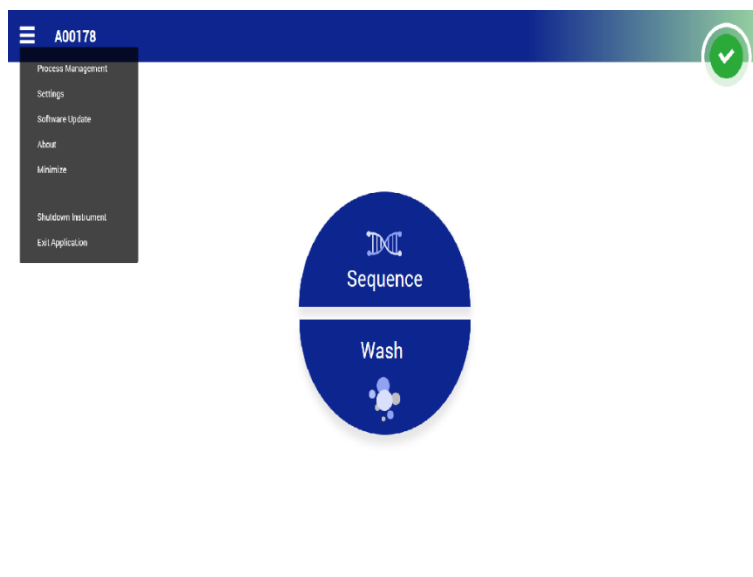 A00178
Process Management
Settings
Software Update
About
Minimize
Shutdown Instrument
Exit Application
Sequence
Wash